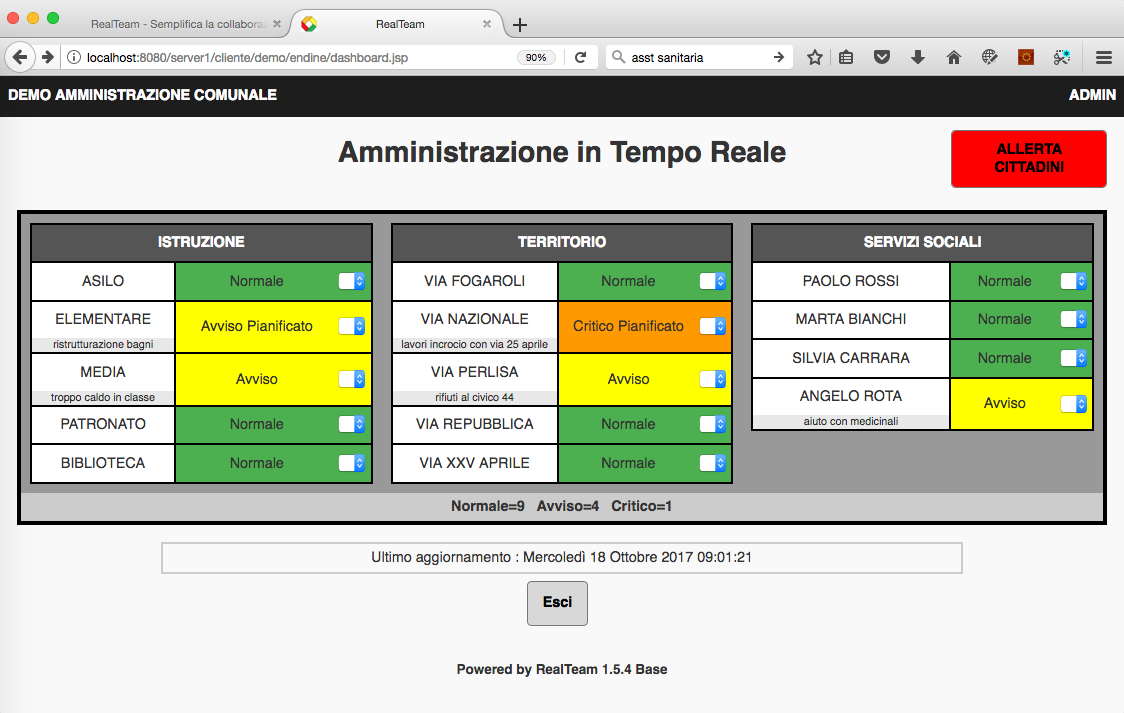 RealTeam - Semplifica la collabora
RealTeam
localhost:8080/server1/cliente/demo/endine/dashboard.jsp
90%
asst sanitaria
DEMO AMMINISTRAZIONE COMUNALE
ADMIN
Amministrazione in Tempo Reale
ALLERTA
CITTADINI
ISTRUZIONE
ASILO Normale
ELEMENTARE Avviso Pianificato
ristrutturazione bagni
MEDIA Avviso
troppo caldo in classe
PATRONATO Normale
BIBLIOTECA Normale
TERRITORIO
VIA FOGAROLI Normale
VIA NAZIONALE Critico Pianificato
lavori incrocio con via 25 aprile
VIA PERLISA Avviso
rifiuti al civico 44
VIA REPUBBLICA Normale
VIA XXV APRILE Normale
SERVIZI SOCIALI
PAOLO ROSSI Normale
MARTA BIANCHI Normale
SILVIA CARRARA Normale
ANGELO ROTA Avviso
aiuto con medicinali
Normale=9 Avviso=4 Critico=1
Ultimo aggiornamento : Mercoledì 18 Ottobre 2017 09:01:21
Esci
Powered by RealTeam 1.5.4 Base